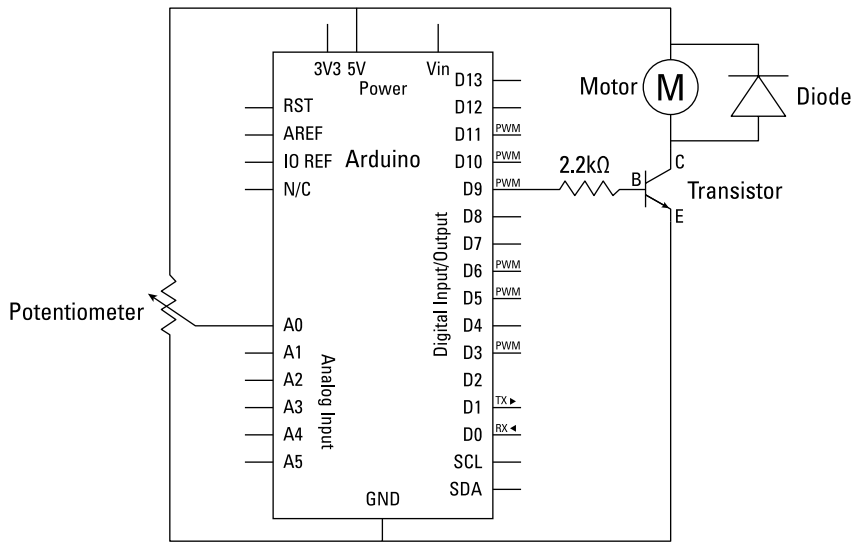 3V3 5V
Vin
Power
Arduino
RST
AREF
IO REF
N/C
A0
A1
A2
A3
A4
A5
Analog Input
D13
D12
D11 PWM
D10 PWM
D9 PWM
D8
D7
D6 PWM
D5 PWM
D4
D3 PWM
D2
D1 TX ▶
D0 RX ◀
SCL
SDA
Digital Input/Output
GND
Potentiometer
2.2kΩ
Motor
M
Diode
B
C
E
Transistor